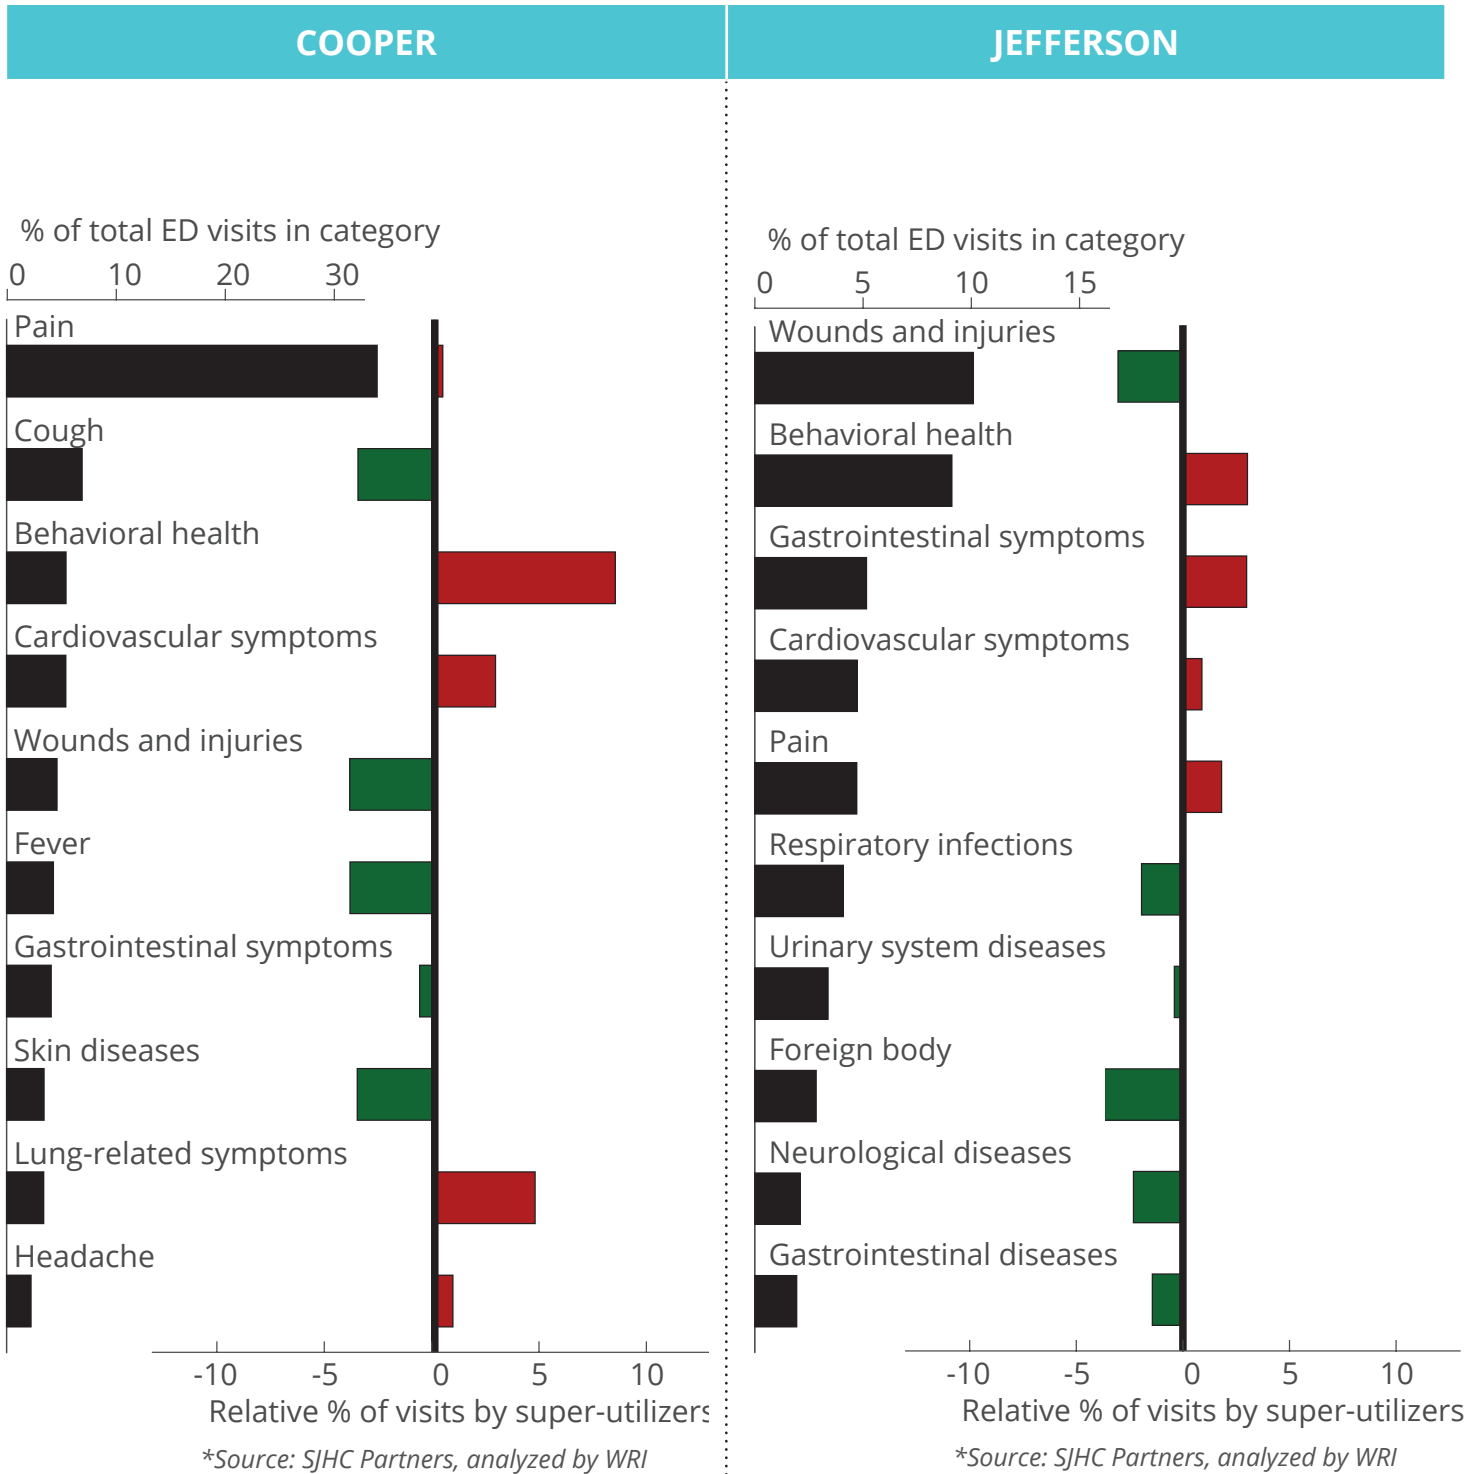 COOPER
% of total ED visits in category
0 10 20 30
Pain
Cough
Behavioral health
Cardiovascular symptoms
Wounds and injuries
Fever
Gastrointestinal symptoms
Skin diseases
Lung-related symptoms
Headache
-10 -5 0 5 10
Relative % of visits by super-utilizers
*Source: SJHC Partners, analyzed by WRI
JEFFERSON
% of total ED visits in category
0 5 10 15
Wounds and injuries
Behavioral health
Gastrointestinal symptoms
Cardiovascular symptoms
Pain
Respiratory infections
Urinary system diseases
Foreign body
Neurological diseases
Gastrointestinal diseases
-10 -5 0 5 10
Relative % of visits by super-utilizers
*Source: SJHC Partners, analyzed by WRI